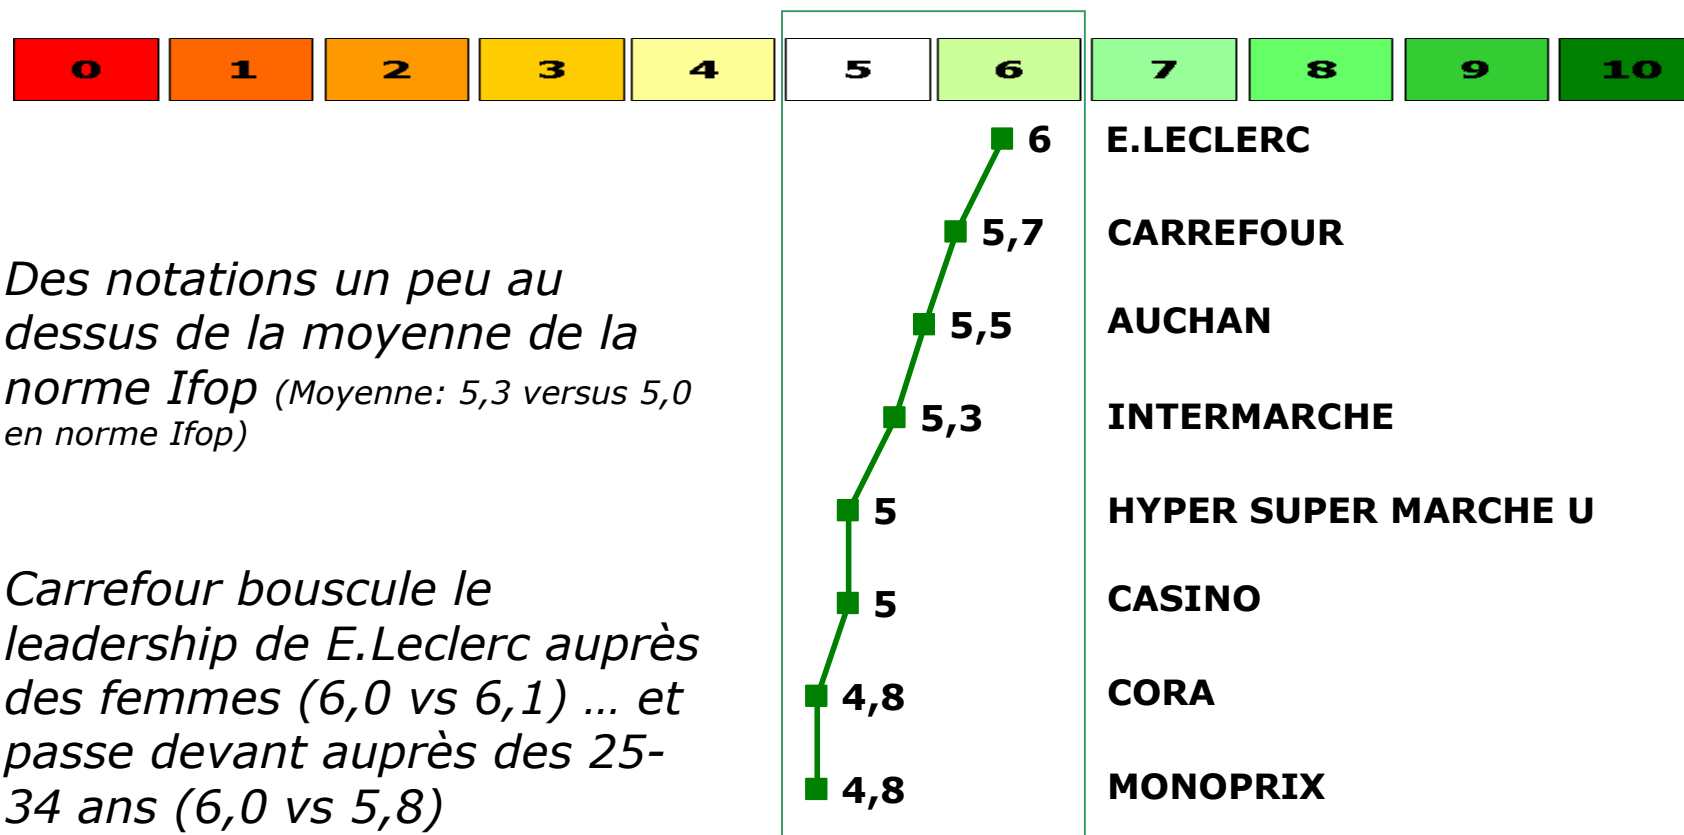 0 1 2 3 4 5 6 7 8 9 10
6 E.LECLERC
5,7 CARREFOUR
5,5 AUCHAN
5,3 INTERMARCHE
5 HYPER SUPER MARCHE U
5 CASINO
4,8 CORA
4,8 MONOPRIX
Des notations un peu au
dessus de la moyenne de la
norme Ifop (Moyenne: 5,3 versus 5,0
en norme Ifop)
Carrefour bouscule le
leadership de E.Leclerc auprès
des femmes (6,0 vs 6,1) … et
passe devant auprès des 25-
34 ans (6,0 vs 5,8)